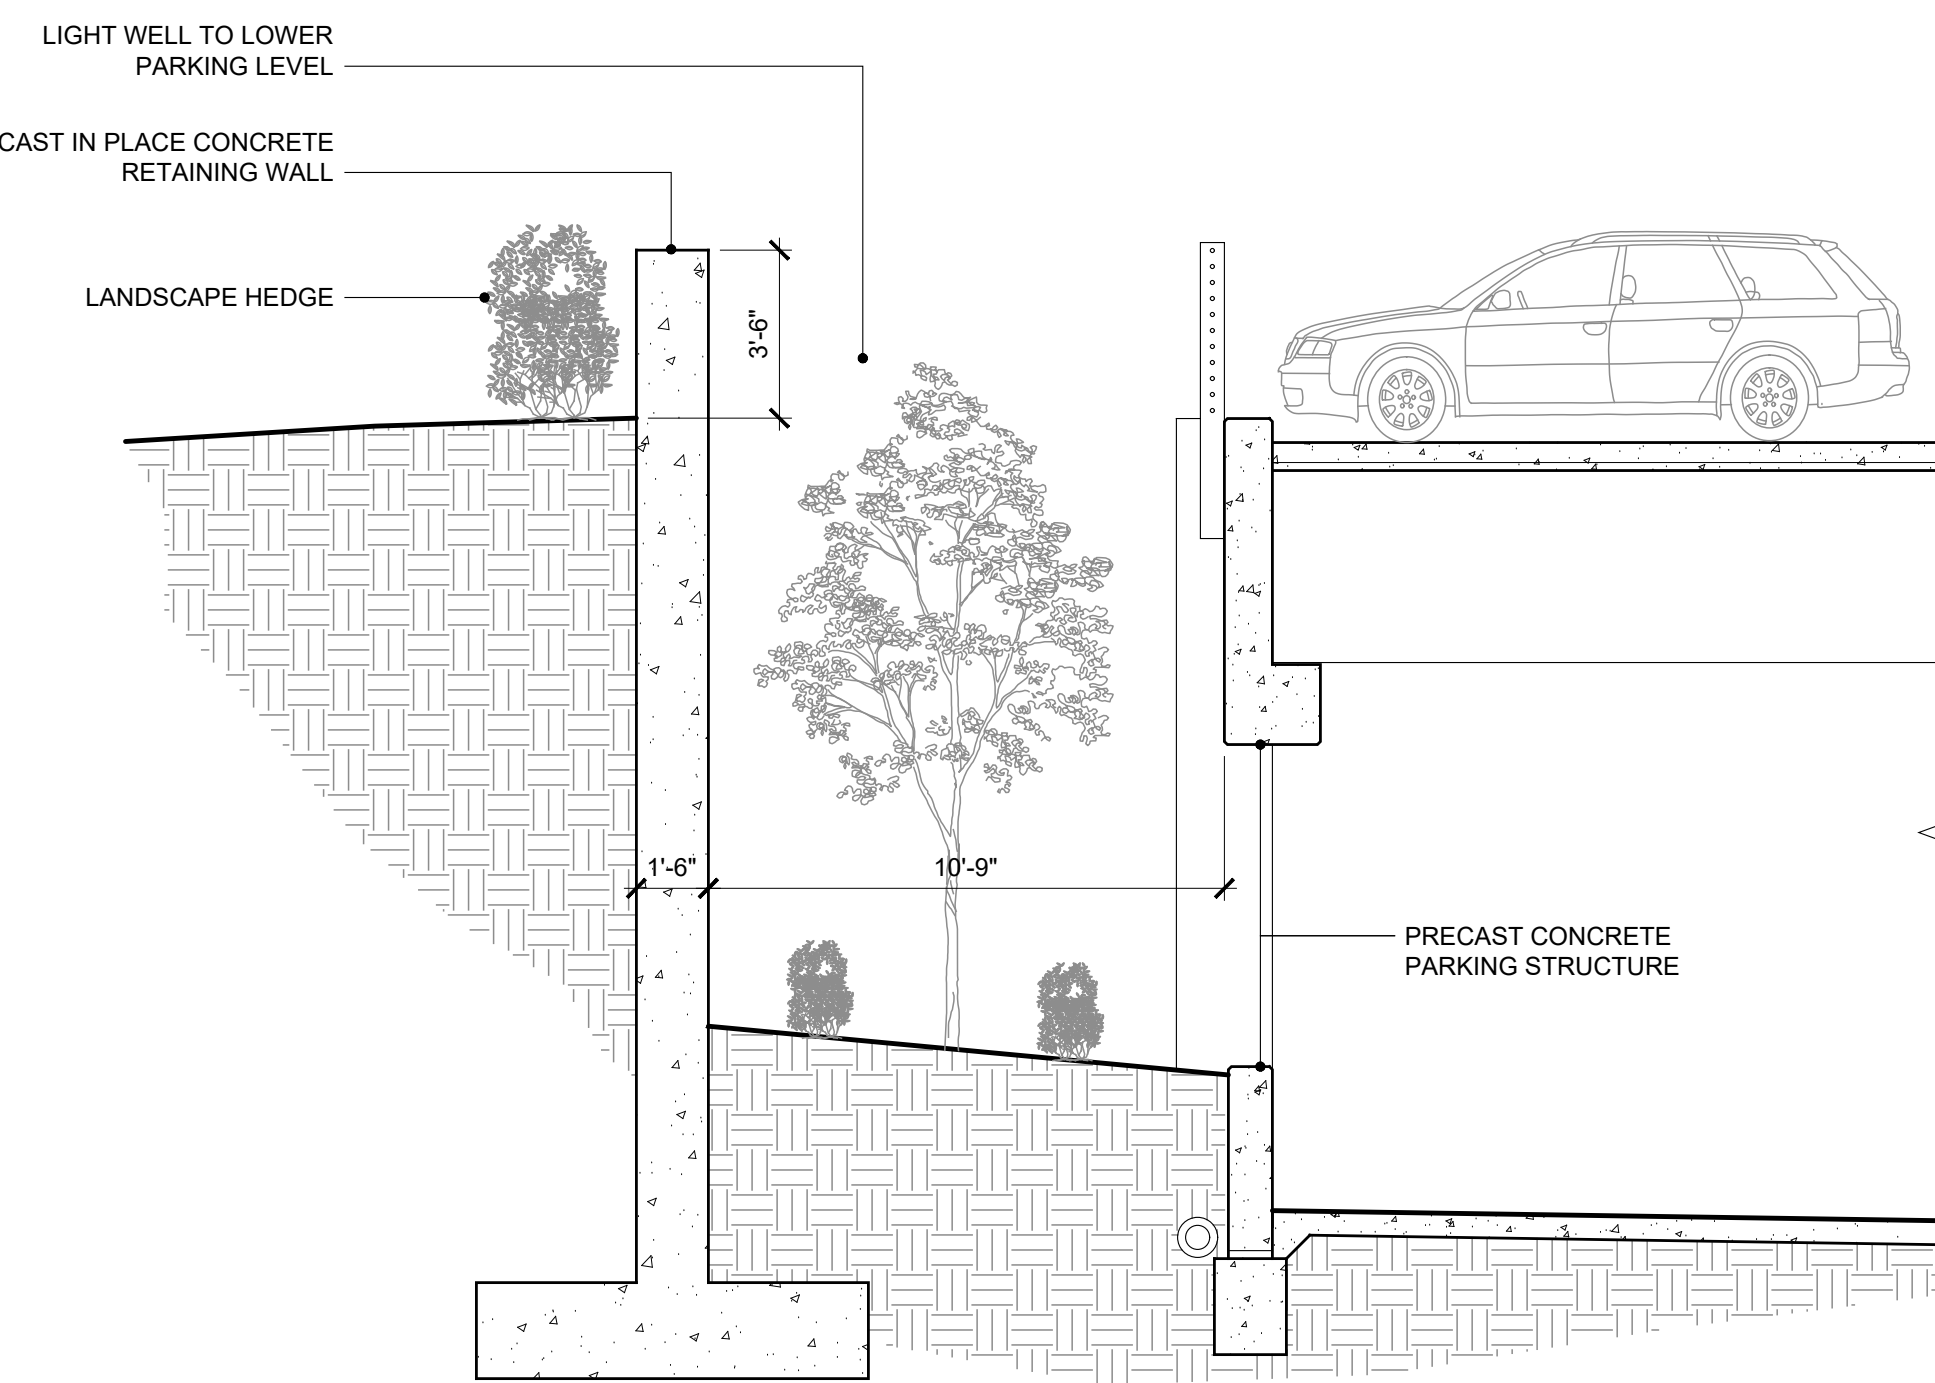 LIGHT WELL TO LOWER
PARKING LEVEL
CAST IN PLACE CONCRETE
RETAINING WALL
LANDSCAPE HEDGE
3'-6"
1'-6"
10'-9"
PRECAST CONCRETE
PARKING STRUCTURE